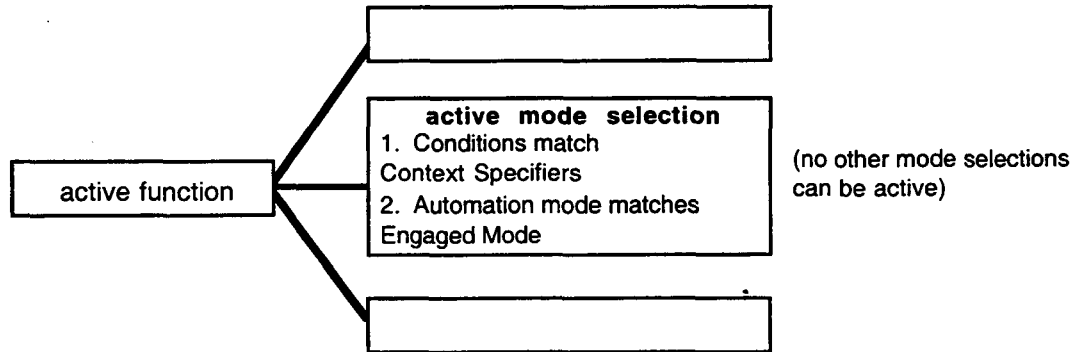 active function
active mode selection
1. Conditions match
Context Specifiers
2. Automation mode matches
Engaged Mode
(no other mode selections
can be active)